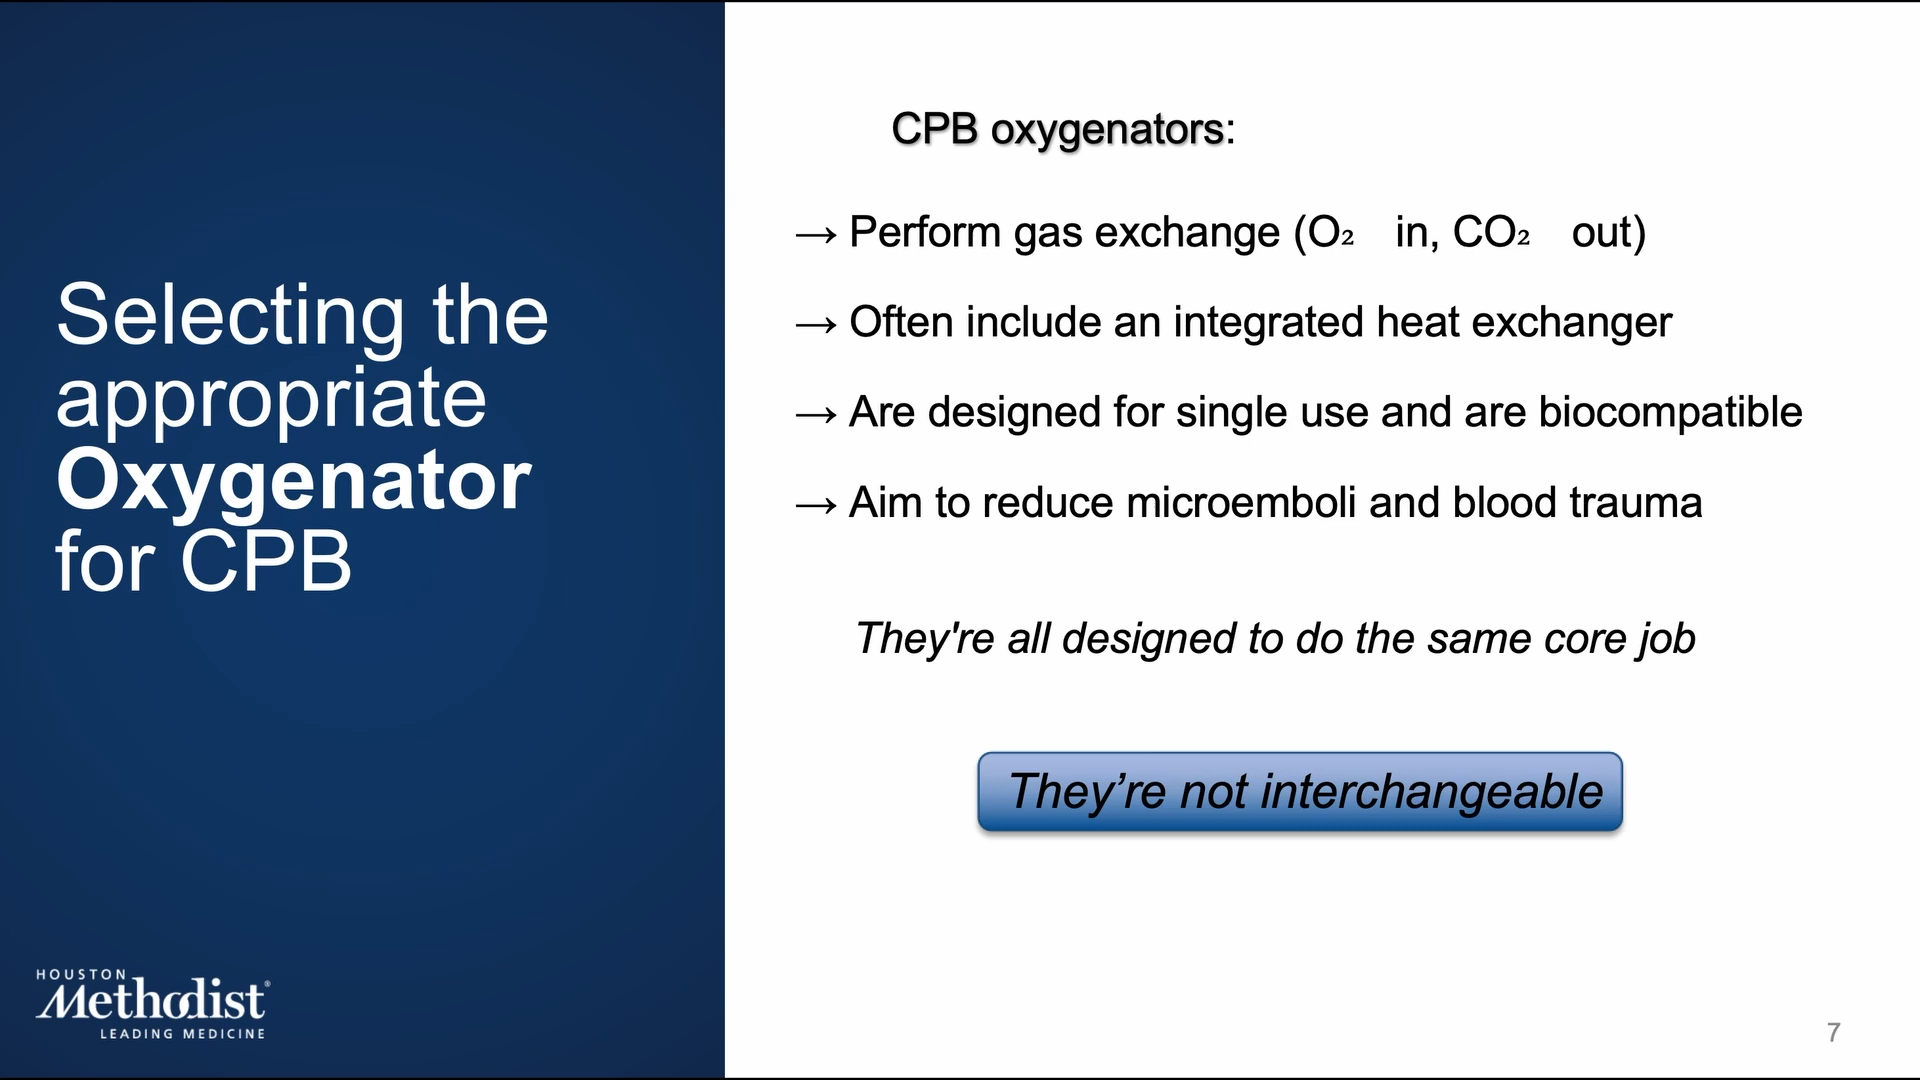 Selecting the
appropriate
Oxygenator
for CPB
CPB oxygenators:
→ Perform gas exchange (O₂ in, CO₂ out)
→ Often include an integrated heat exchanger
→ Are designed for single use and are biocompatible
→ Aim to reduce microemboli and blood trauma
They're all designed to do the same core job
They’re not interchangeable
HOUSTON
Methodist®
LEADING MEDICINE
7